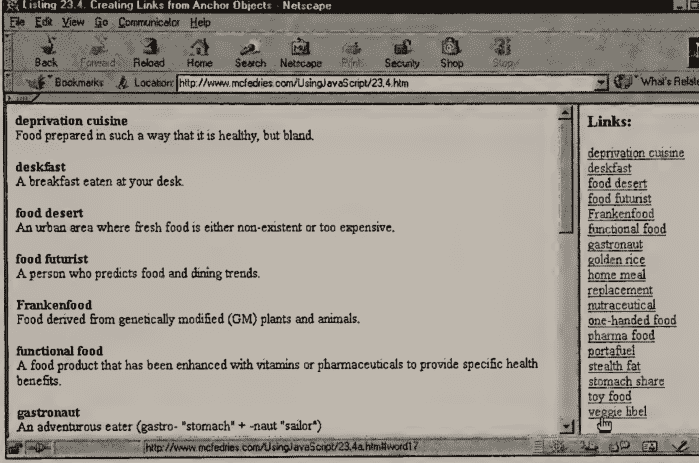 Listing 23.4. Creating Links from Anchor Objects - Netscape
File Edit View Go Communicator Help
Back Forward Reload Home Search Netscape Print Security Shop Stop
Bookmarks Location: http://www.mcfedries.com/UsingJavaScript/23.4.htm What's Relate
deprivation cuisine
Food prepared in such a way that it is healthy, but bland.
deskfast
A breakfast eaten at your desk.
food desert
An urban area where fresh food is either non-existent or too expensive.
food futurist
A person who predicts food and dining trends.
Frankenfood
Food derived from genetically modified (GM) plants and animals.
functional food
A food product that has been enhanced with vitamins or pharmaceuticals to provide specific health
benefits.
gastronaut
An adventurous eater (gastro- "stomach" + -naut "sailor")
Links:
deprivation cuisine
deskfast
food desert
food futurist
Frankenfood
functional food
gastronaut
golden rice
home meal
replacement
nutraceutical
one-handed food
pharma food
portafuel
stealth fat
stomach share
toy food
veggie libel
http://www.mcfedries.com/UsingJavaScript/23.4a.htm#word17